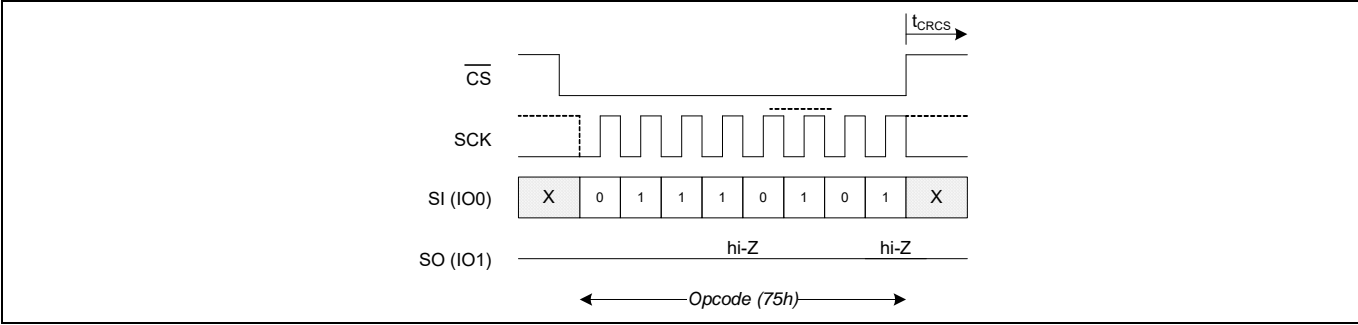 tCRCS
CS
SCK
SI (IO0) X 0 1 1 1 0 1 0 1 X
SO (IO1) hi-Z hi-Z
Opcode (75h)